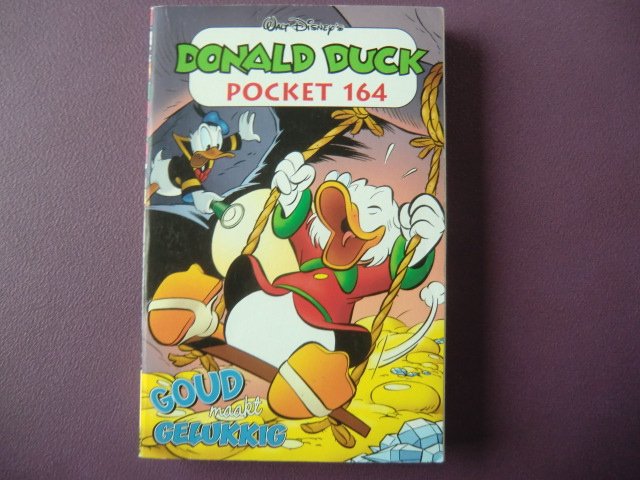 Walt Disney's
DONALD DUCK
POCKET 164
GOUD
maakt
GELUKKIG